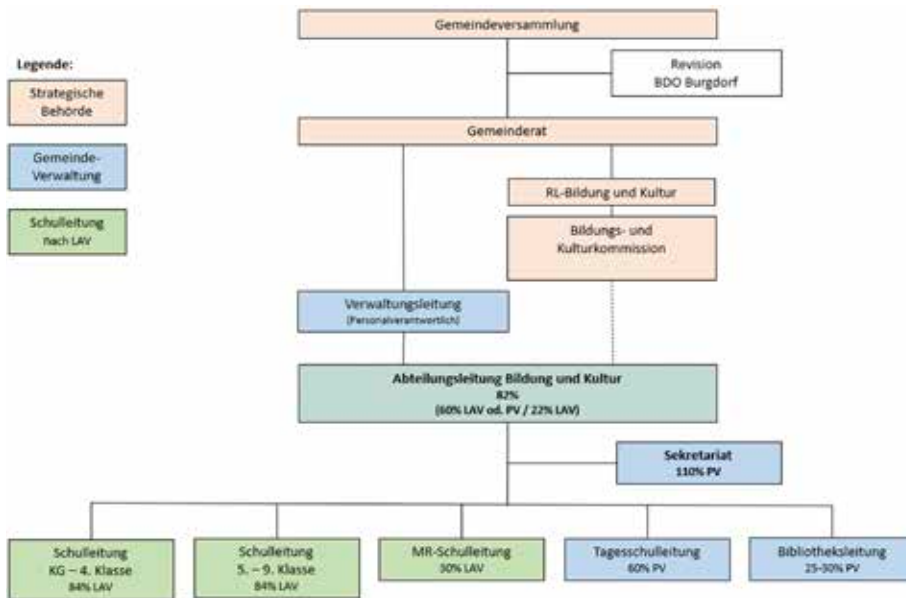 Gemeindeversammlung
Legende:
Revision
BDO Burgdorf
Strategische
Behörde
Gemeinderat
Gemeinde-
Verwaltung
RL-Bildung und Kultur
Schulleitung
nach LAV
Bildungs- und
Kulturkommission
Verwaltungsleitung
(Personalverantwortlich)
Abteilungsleitung Bildung und Kultur
82%
(60% LAV od. PV / 22% LAV)
Sekretariat
110% PV
Schulleitung
KG – 4. Klasse
84% LAV
Schulleitung
5. – 9. Klasse
84% LAV
MR-Schulleitung
30% LAV
Tagesschulleitung
60% PV
Bibliotheksleitung
25-30% PV